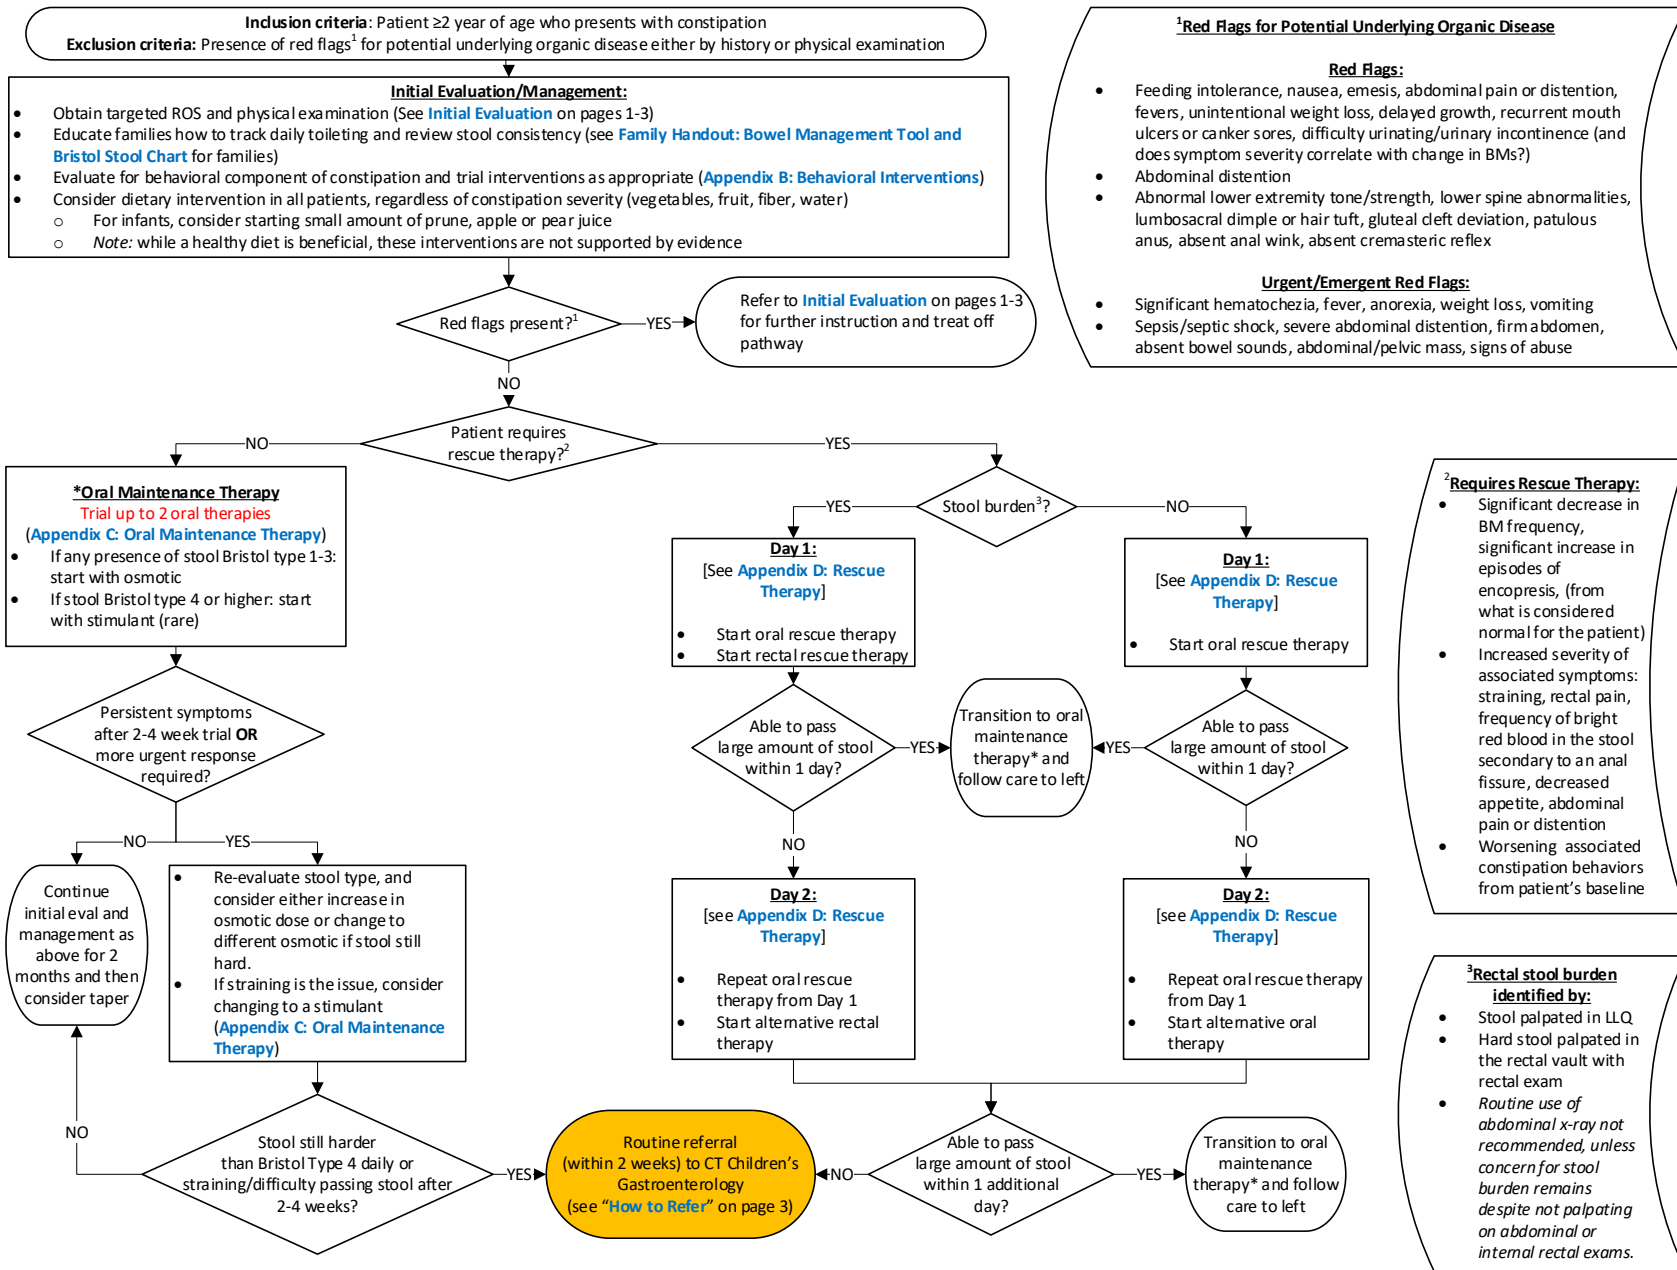 Inclusion criteria: Patient ≥2 year of age who presents with constipation
Exclusion criteria: Presence of red flags¹ for potential underlying organic disease either by history or physical examination
Initial Evaluation/Management:
• Obtain targeted ROS and physical examination (See Initial Evaluation on pages 1-3)
• Educate families how to track daily toileting and review stool consistency (see Family Handout: Bowel Management Tool and
Bristol Stool Chart for families)
• Evaluate for behavioral component of constipation and trial interventions as appropriate (Appendix B: Behavioral Interventions)
• Consider dietary intervention in all patients, regardless of constipation severity (vegetables, fruit, fiber, water)
o For infants, consider starting small amount of prune, apple or pear juice
o Note: while a healthy diet is beneficial, these interventions are not supported by evidence
¹Red Flags for Potential Underlying Organic Disease
Red Flags:
• Feeding intolerance, nausea, emesis, abdominal pain or distention,
fevers, unintentional weight loss, delayed growth, recurrent mouth
ulcers or canker sores, difficulty urinating/urinary incontinence (and
does symptom severity correlate with change in BMs?)
• Abdominal distention
• Abnormal lower extremity tone/strength, lower spine abnormalities,
lumbosacral dimple or hair tuft, gluteal cleft deviation, patulous
anus, absent anal wink, absent cremasteric reflex
Urgent/Emergent Red Flags:
• Significant hematochezia, fever, anorexia, weight loss, vomiting
• Sepsis/septic shock, severe abdominal distention, firm abdomen,
absent bowel sounds, abdominal/pelvic mass, signs of abuse
Red flags present?¹
YES
Refer to Initial Evaluation on pages 1-3
for further instruction and treat off
pathway
NO
Patient requires
rescue therapy?²
NO
YES
*Oral Maintenance Therapy
Trial up to 2 oral therapies
(Appendix C: Oral Maintenance Therapy)
• If any presence of stool Bristol type 1-3:
start with osmotic
• If stool Bristol type 4 or higher: start
with stimulant (rare)
Persistent symptoms
after 2-4 week trial OR
more urgent response
required?
NO
YES
Continue
initial eval and
management as
above for 2
months and then
consider taper
• Re-evaluate stool type, and
consider either increase in
osmotic dose or change to
different osmotic if stool still
hard.
• If straining is the issue, consider
changing to a stimulant
(Appendix C: Oral Maintenance
Therapy)
NO
Stool still harder
than Bristol Type 4 daily or
straining/difficulty passing stool after
2-4 weeks?
YES
Routine referral
(within 2 weeks) to CT Children's
Gastroenterology
(see "How to Refer" on page 3)
Stool burden³?
YES
NO
Day 1:
[See Appendix D: Rescue
Therapy]
• Start oral rescue therapy
• Start rectal rescue therapy
Day 1:
[See Appendix D: Rescue
Therapy]
• Start oral rescue therapy
Able to pass
large amount of stool
within 1 day?
YES
Transition to oral
maintenance
therapy* and
follow care to left
YES
Able to pass
large amount of stool
within 1 day?
NO
NO
Day 2:
[see Appendix D: Rescue
Therapy]
• Repeat oral rescue
therapy from Day 1
• Start alternative rectal
therapy
Day 2:
[see Appendix D: Rescue
Therapy]
• Repeat oral rescue therapy
from Day 1
• Start alternative oral
therapy
NO
Able to pass
large amount of stool
within 1 additional
day?
YES
Transition to oral
maintenance
therapy* and follow
care to left
²Requires Rescue Therapy:
• Significant decrease in
BM frequency,
significant increase in
episodes of
encopresis, (from
what is considered
normal for the patient)
• Increased severity of
associated symptoms:
straining, rectal pain,
frequency of bright
red blood in the stool
secondary to an anal
fissure, decreased
appetite, abdominal
pain or distention
• Worsening associated
constipation behaviors
from patient's baseline
³Rectal stool burden
identified by:
• Stool palpated in LLQ
• Hard stool palpated in
the rectal vault with
rectal exam
• Routine use of
abdominal x-ray not
recommended, unless
concern for stool
burden remains
despite not palpating
on abdominal or
internal rectal exams.